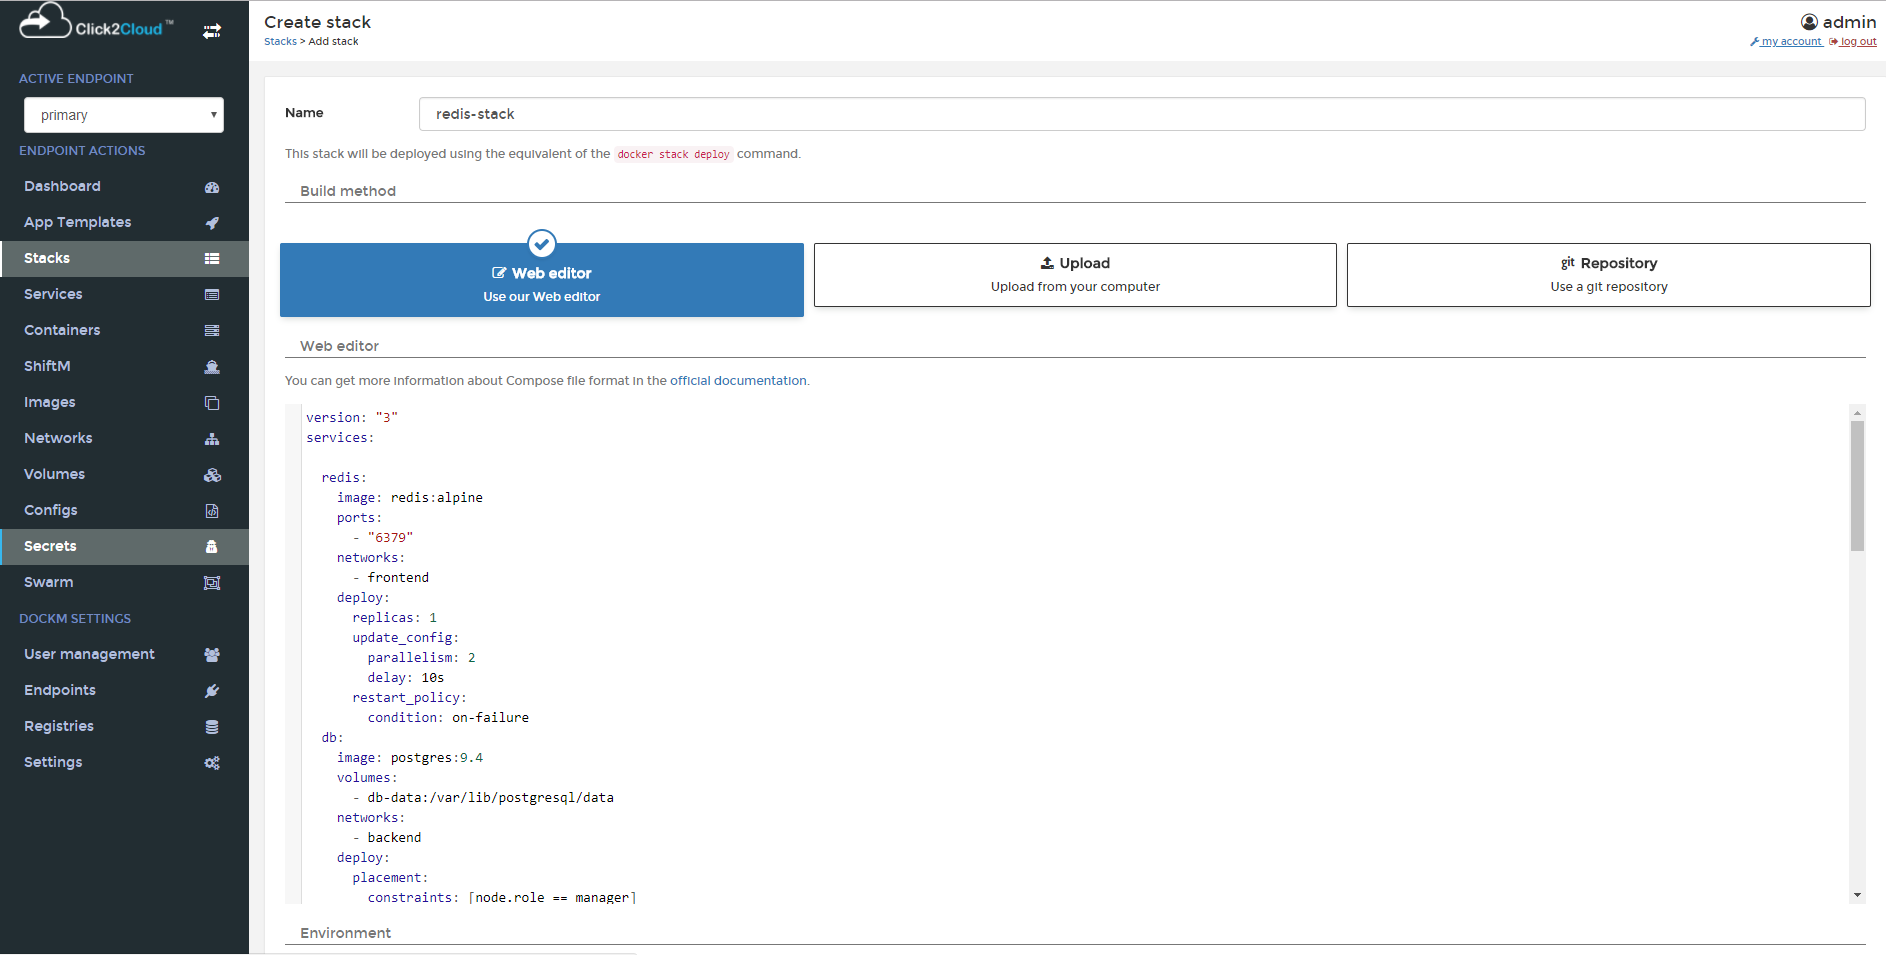 Click2Cloud™
ACTIVE ENDPOINT
primary
ENDPOINT ACTIONS
Dashboard
App Templates
Stacks
Services
Containers
ShiftM
Images
Networks
Volumes
Configs
Secrets
Swarm
DOCKM SETTINGS
User management
Endpoints
Registries
Settings
Create stack
Stacks > Add stack
admin
my account log out
Name redis-stack
This stack will be deployed using the equivalent of the docker stack deploy command.
Build method
Web editor
Use our Web editor
Upload
Upload from your computer
git Repository
Use a git repository
Web editor
You can get more information about Compose file format in the official documentation.
version: "3"
services:
redis:
image: redis:alpine
ports:
- "6379"
networks:
- frontend
deploy:
replicas: 1
update_config:
parallelism: 2
delay: 10s
restart_policy:
condition: on-failure
db:
image: postgres:9.4
volumes:
- db-data:/var/lib/postgresql/data
networks:
- backend
deploy:
placement:
constraints: [node.role == manager]
Environment